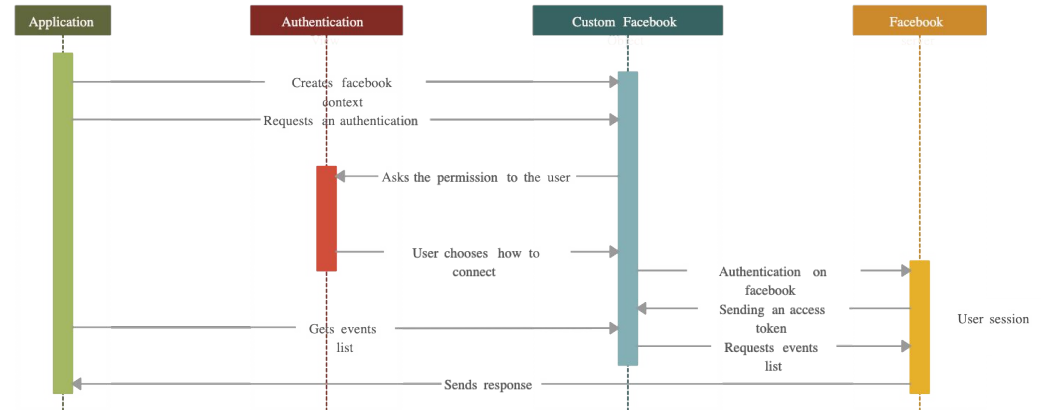 Application
Authentication
Custom Facebook
Facebook
Creates facebook
context
Requests an authentication
Asks the permission to the user
User chooses how to
connect
Authentication on
facebook
Sending an access
token
User session
Gets events
list
Requests events
list
Sends response